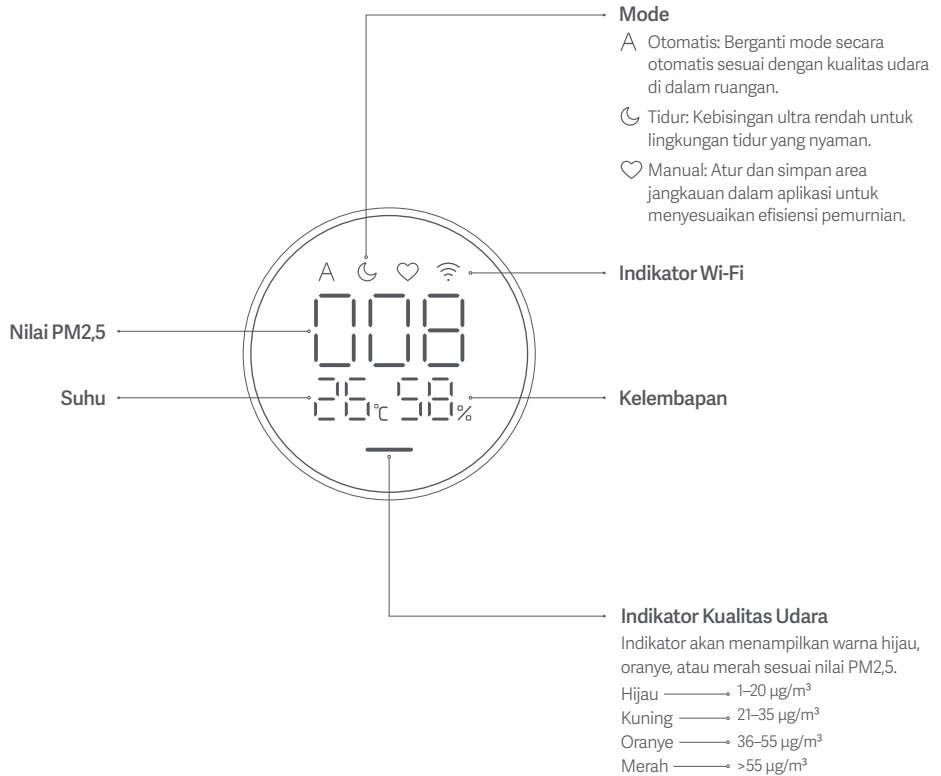 Mode
A Otomatis: Berganti mode secara
otomatis sesuai dengan kualitas udara
di dalam ruangan.
Tidur: Kebisingan ultra rendah untuk
lingkungan tidur yang nyaman.
Manual: Atur dan simpan area
jangkauan dalam aplikasi untuk
menyesuaikan efisiensi pemurnian.
A
Indikator Wi-Fi
008
Nilai PM2,5
Suhu
26°C 58%
Kelembapan
Indikator Kualitas Udara
Indikator akan menampilkan warna hijau,
oranye, atau merah sesuai nilai PM2,5.
Hijau 1–20 μg/m³
Kuning 21–35 μg/m³
Oranye 36–55 μg/m³
Merah >55 μg/m³